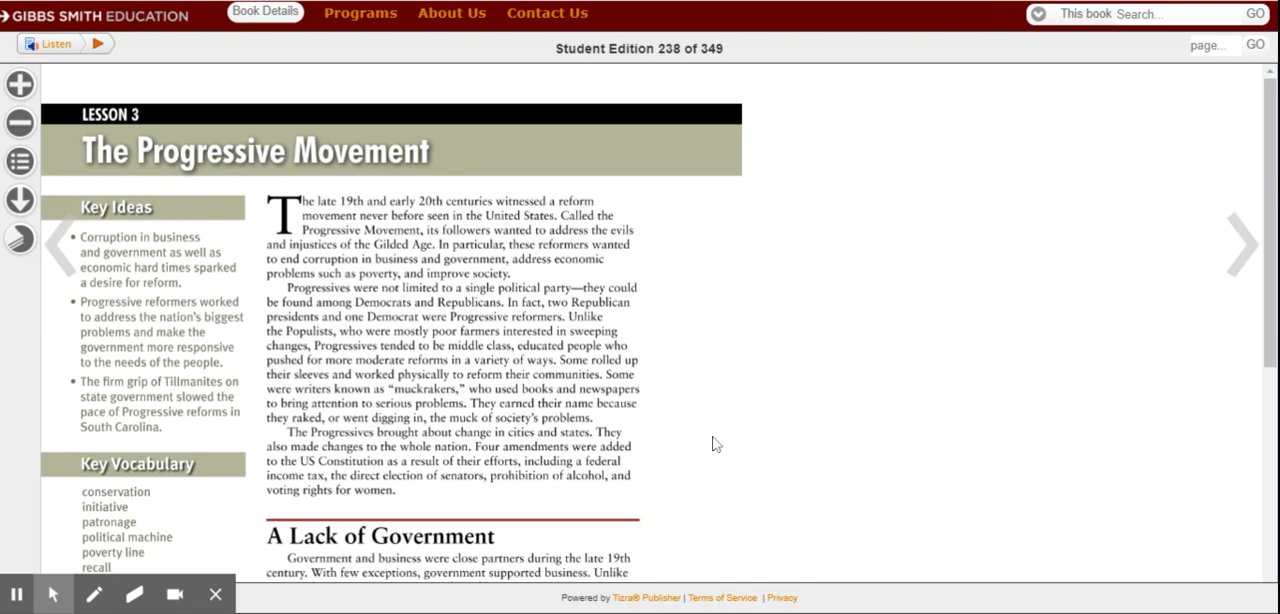 GIBBS SMITH EDUCATION
Book Details
Programs
About Us
Contact Us
This book
Search...
GO
Listen
Student Edition 238 of 349
page...
GO
LESSON 3
The Progressive Movement
Key Ideas
• Corruption in business
and government as well as
economic hard times sparked
a desire for reform.
• Progressive reformers worked
to address the nation's biggest
problems and make the
government more responsive
to the needs of the people.
• The firm grip of Tillmanites on
state government slowed the
pace of Progressive reforms in
South Carolina.
Key Vocabulary
conservation
initiative
patronage
political machine
poverty line
recall
The late 19th and early 20th centuries witnessed a reform
movement never before seen in the United States. Called the
Progressive Movement, its followers wanted to address the evils
and injustices of the Gilded Age. In particular, these reformers wanted
to end corruption in business and government, address economic
problems such as poverty, and improve society.
Progressives were not limited to a single political party—they could
be found among Democrats and Republicans. In fact, two Republican
presidents and one Democrat were Progressive reformers. Unlike
the Populists, who were mostly poor farmers interested in sweeping
changes, Progressives tended to be middle class, educated people who
pushed for more moderate reforms in a variety of ways. Some rolled up
their sleeves and worked physically to reform their communities. Some
were writers known as "muckrakers," who used books and newspapers
to bring attention to serious problems. They earned their name because
they raked, or went digging in, the muck of society's problems.
The Progressives brought about change in cities and states. They
also made changes to the whole nation. Four amendments were added
to the US Constitution as a result of their efforts, including a federal
income tax, the direct election of senators, prohibition of alcohol, and
voting rights for women.
A Lack of Government
Government and business were close partners during the late 19th
century. With few exceptions, government supported business. Unlike
Powered by Tizra® Publisher | Terms of Service | Privacy